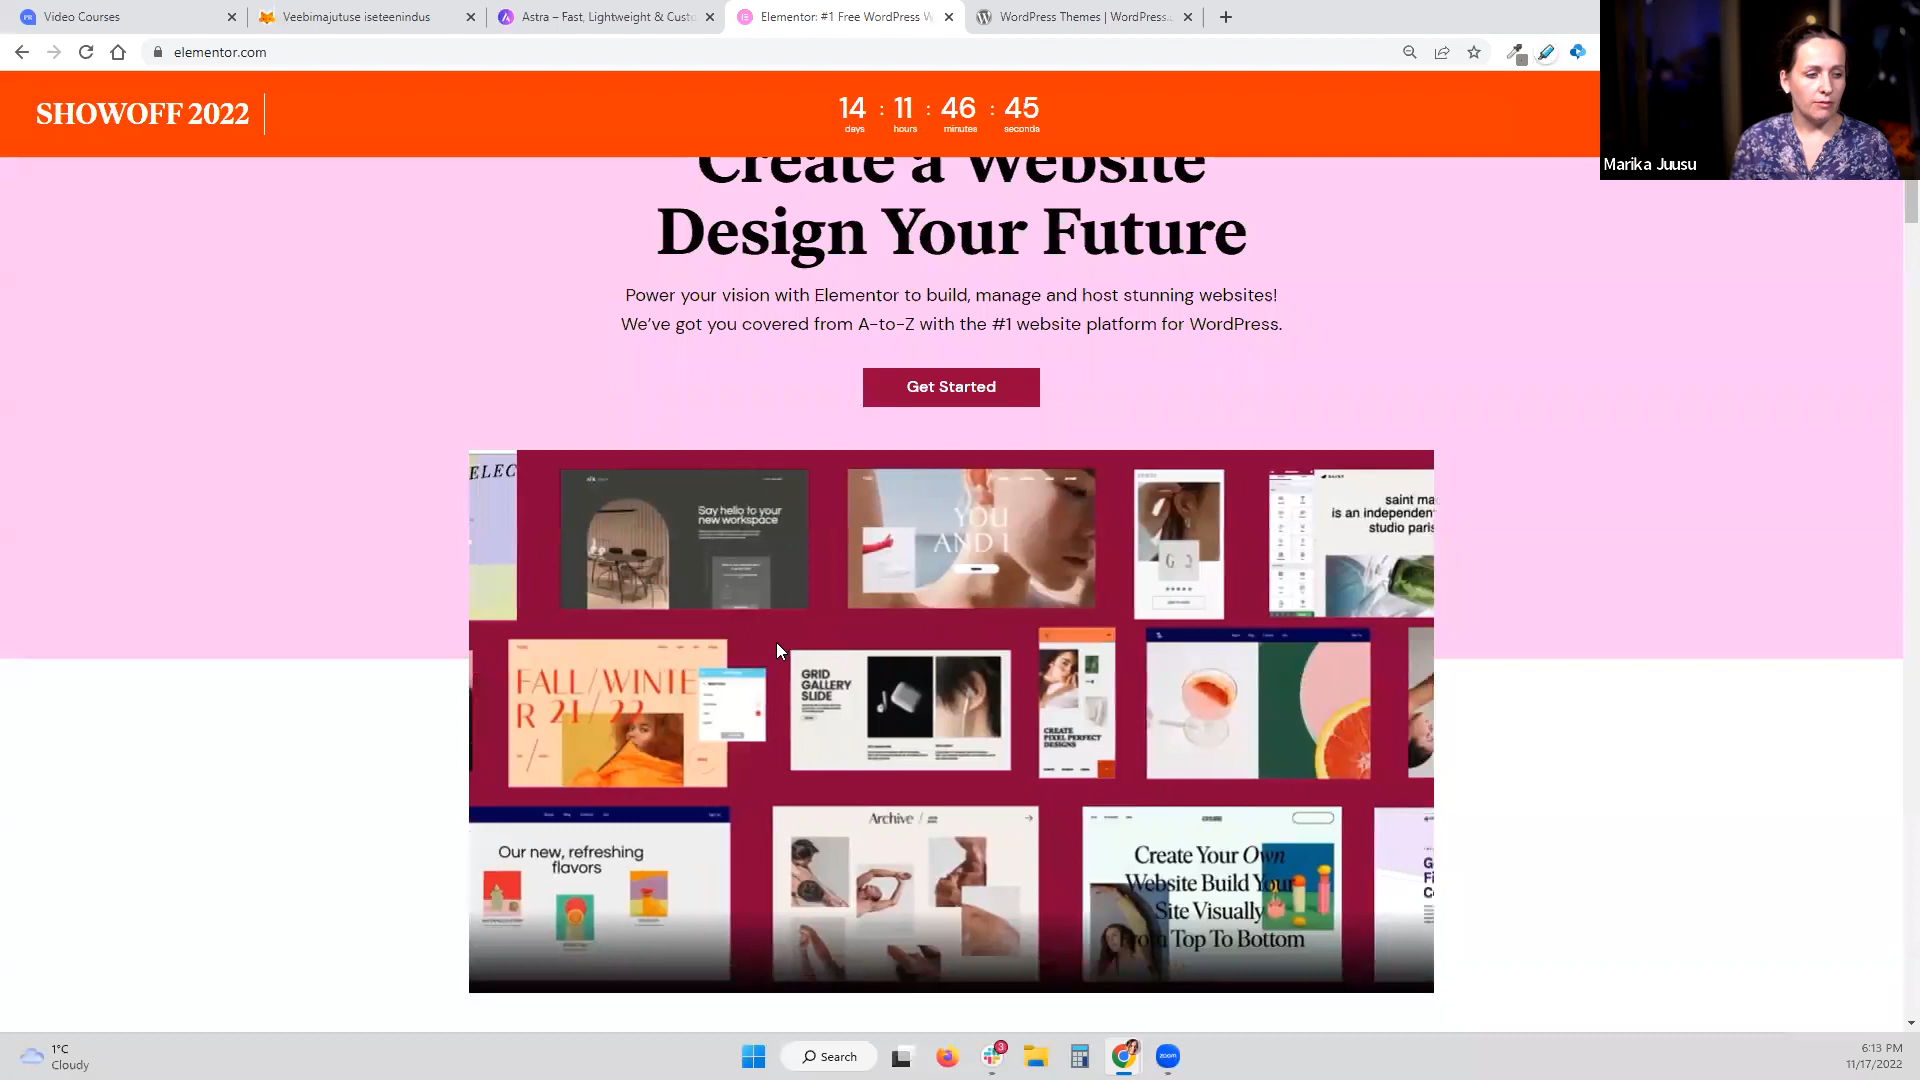 Video Courses
Veebimajutuse iseteenindus
Astra – Fast, Lightweight & Custo
Elementor: #1 Free WordPress W
WordPress Themes | WordPress.
elementor.com
Marika Juusu
SHOWOFF 2022
14 : 11 : 46 : 45
days hours minutes seconds
Create a Website
Design Your Future
Power your vision with Elementor to build, manage and host stunning websites!
We've got you covered from A-to-Z with the #1 website platform for WordPress.
Get Started
ELEC
Say hello to your
new workspace
YOU
AND I
saint ma
is an independent
studio paris
FALL/WINTE
R 21/22
GRID
GALLERY
SLIDE
CREATE
PIXEL PERFECT
DESIGNS
Our new, refreshing
flavors
Archive /
Create Your Own
Website Build Your
Site Visually
From Top To Bottom
1°C
Cloudy
Search
3
zoom
6:13 PM
11/17/2022